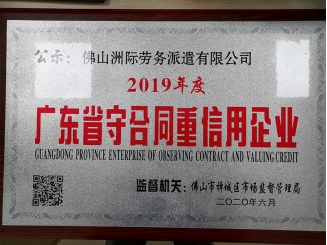 公示：佛山洲际劳务派遣有限公司
2019年度
广东省守合同重信用企业
GUANGDONG PROVINCE ENTERPRISE OF OBSERVING CONTRACT AND VALUING CREDIT
监督机关：佛山市禅城区市场监督管理局
二〇二〇年六月